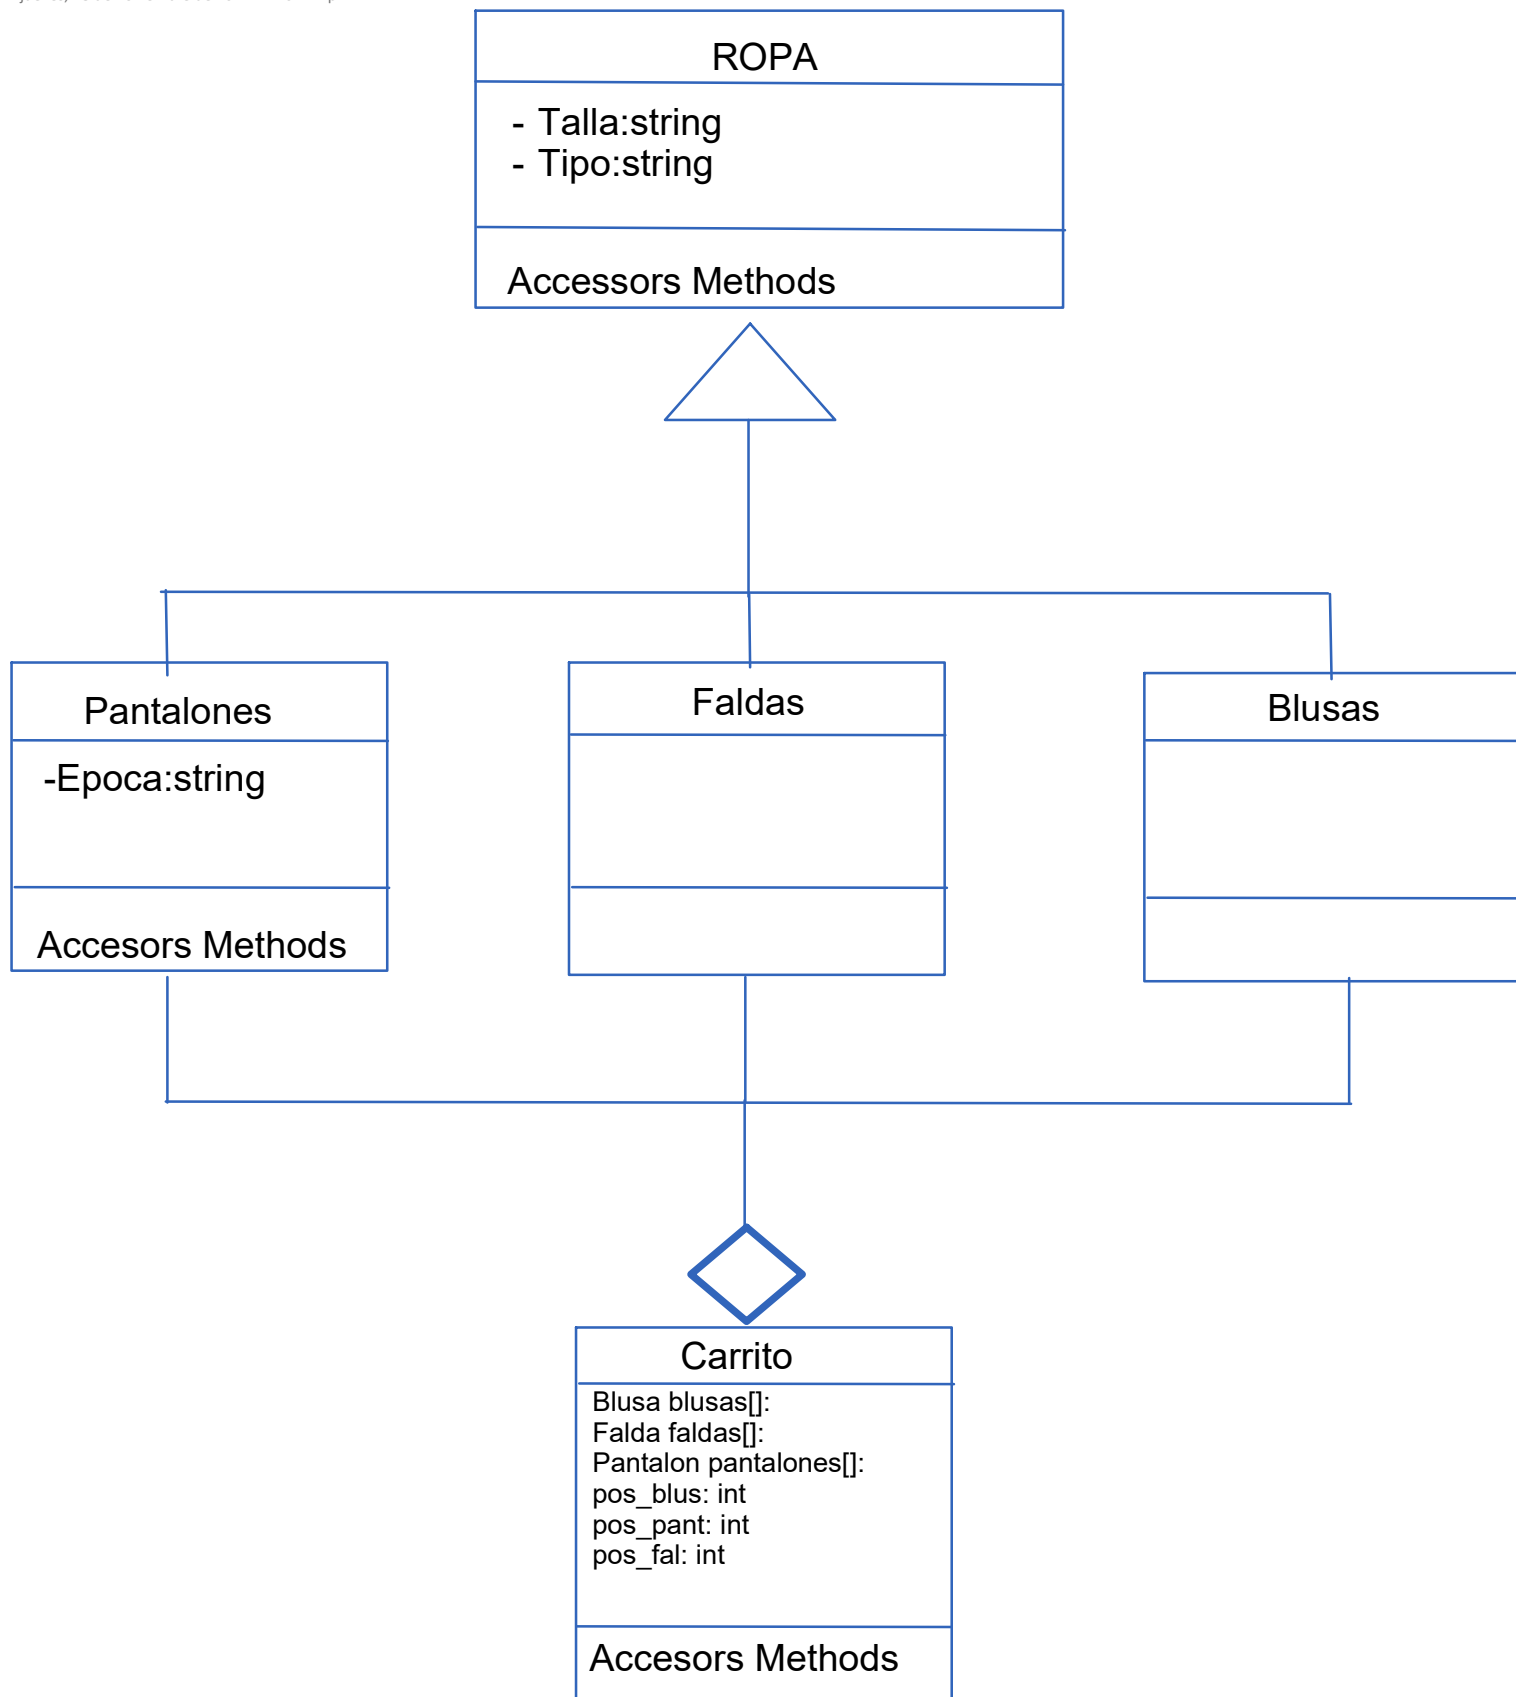 ROPA
- Talla:string
- Tipo:string
Accessors Methods
Pantalones
-Epoca:string
Accesors Methods
Faldas
Blusas
Carrito
Blusa blusas[]:
Falda faldas[]:
Pantalon pantalones[]:
pos_blus: int
pos_pant: int
pos_fal: int
Accesors Methods